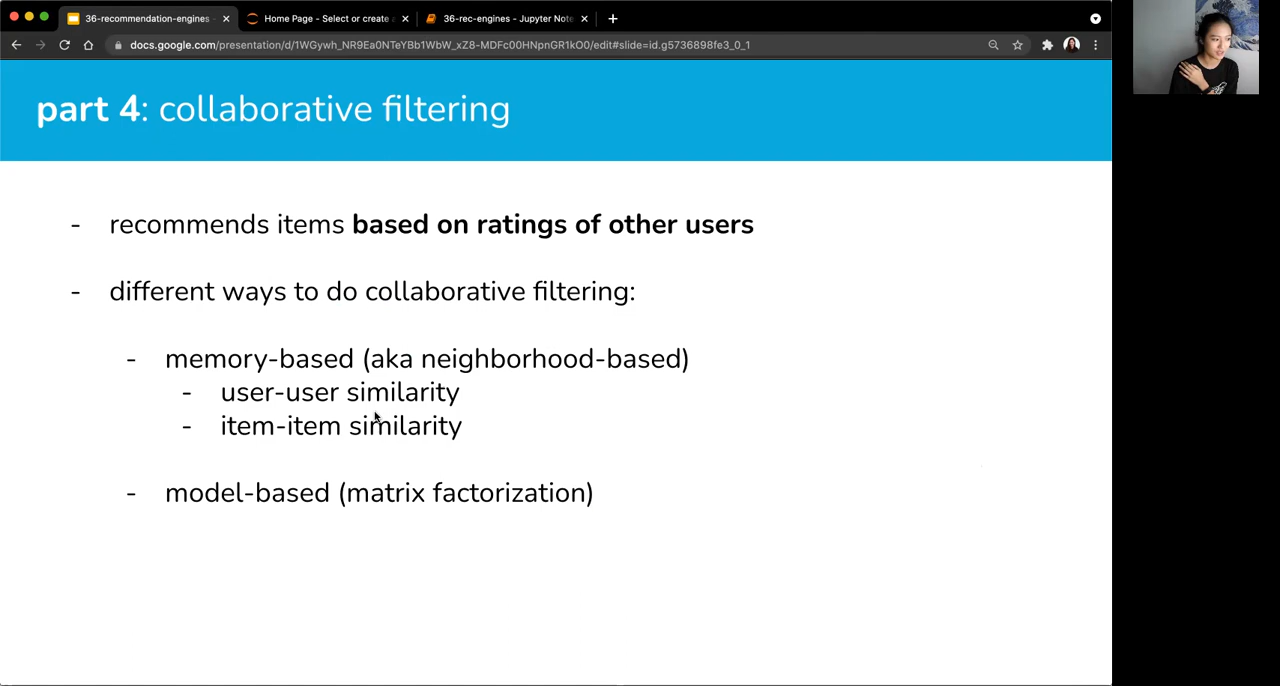 36-recommendation-engines
Home Page - Select or create
36-rec-engines - Jupyter Note
docs.google.com/presentation/d/1WGywh_NR9Ea0NTeYBb1WbW_xZ8-MDFc00HNpnGR1kO0/edit#slide=id.g5736898fe3_0_1
part 4: collaborative filtering
- recommends items based on ratings of other users
- different ways to do collaborative filtering:
- memory-based (aka neighborhood-based)
- user-user similarity
- item-item similarity
- model-based (matrix factorization)